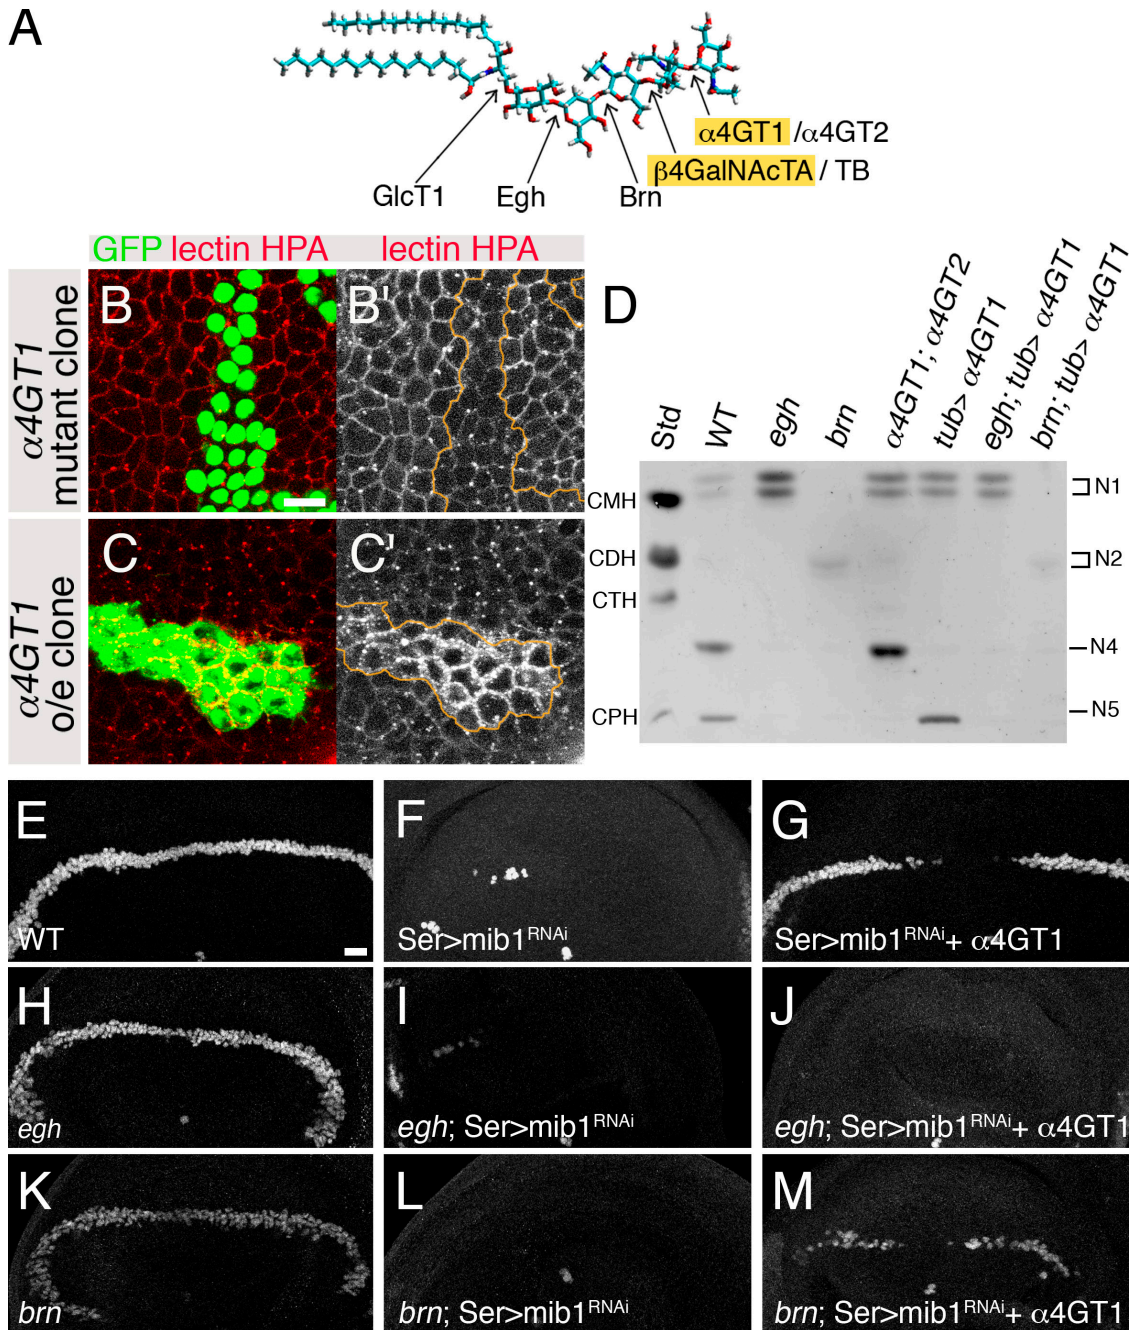 A
α4GT1 /α4GT2
β4GalNAcTA / TB
GlcT1 Egh Brn
GFP lectin HPA lectin HPA
α4GT1
mutant clone
B B'
α4GT1
o/e clone
C C'
D
Std WT egh brn α4GT1; α4GT2 tub> α4GT1 egh; tub> α4GT1 brn; tub> α4GT1
CMH N1
CDH N2
CTH
N4
CPH N5
E
WT
F
Ser>mib1RNAi
G
Ser>mib1RNAi+ α4GT1
H
egh
I
egh; Ser>mib1RNAi
J
egh; Ser>mib1RNAi+ α4GT1
K
brn
L
brn; Ser>mib1RNAi
M
brn; Ser>mib1RNAi+ α4GT1